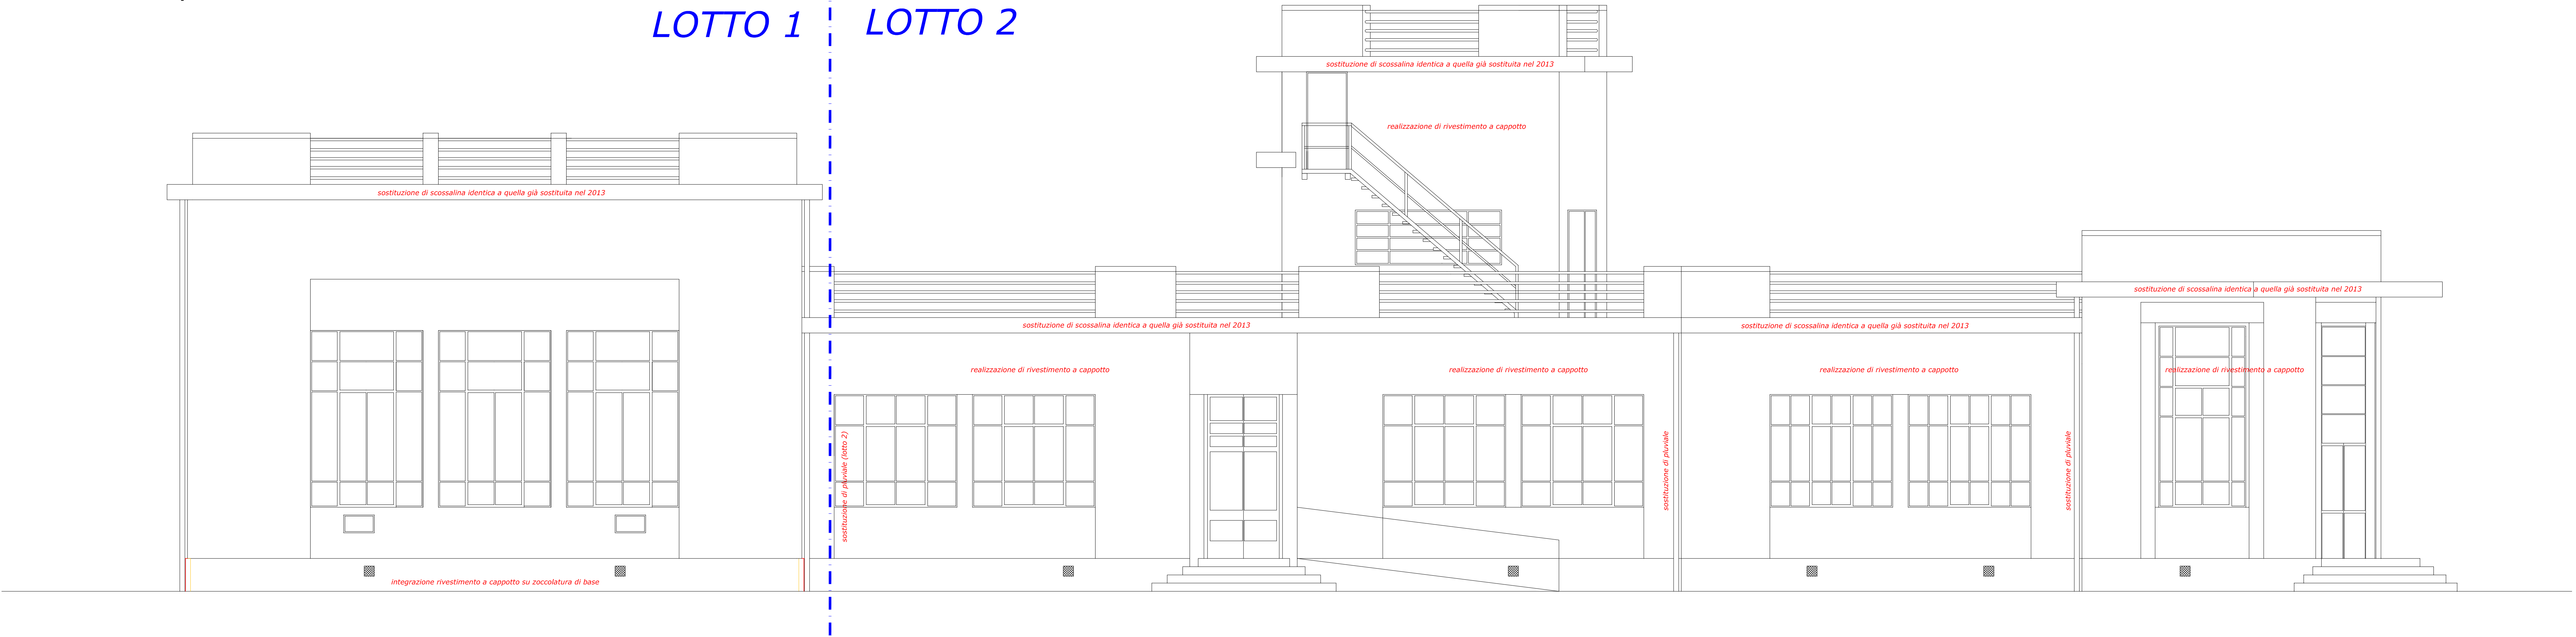 LOTTO 1
LOTTO 2
sostituzione di scossalina identica a quella già sostituita nel 2013
realizzazione di rivestimento a cappotto
sostituzione di scossalina identica a quella già sostituita nel 2013
sostituzione di scossalina identica a quella già sostituita nel 2013
sostituzione di scossalina identica a quella già sostituita nel 2013
sostituzione di scossalina identica a quella già sostituita nel 2013
realizzazione di rivestimento a cappotto
realizzazione di rivestimento a cappotto
realizzazione di rivestimento a cappotto
realizzazione di rivestimento a cappotto
sostituzione di pluviale (lotto 2)
sostituzione di pluviale
sostituzione di pluviale
integrazione rivestimento a cappotto su zoccolatura di base